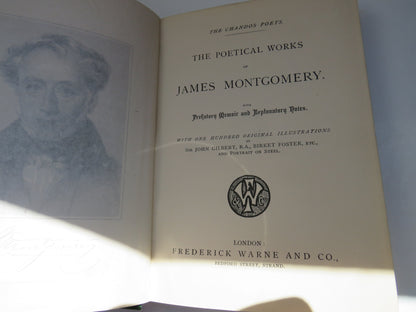 THE CHANDOS POETS.
THE POETICAL WORKS
OF
JAMES MONTGOMERY.
WITH
Prefatory Memoir and Explanatory Notes.
WITH ONE HUNDRED ORIGINAL ILLUSTRATIONS
BY
SIR JOHN GILBERT, R.A., BIRKET FOSTER, ETC.,
AND PORTRAIT ON STEEL.
LONDON:
FREDERICK WARNE AND CO.,
BEDFORD STREET, STRAND.
Montgomery